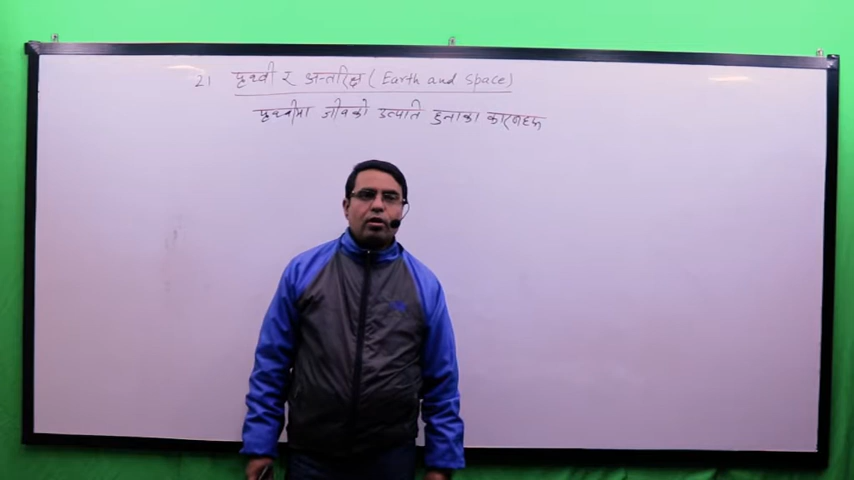 21 पृथ्वी र अन्तरिक्ष (Earth and Space)
पृथ्वीमा जीवको उत्पति हुनाका कारणहरू